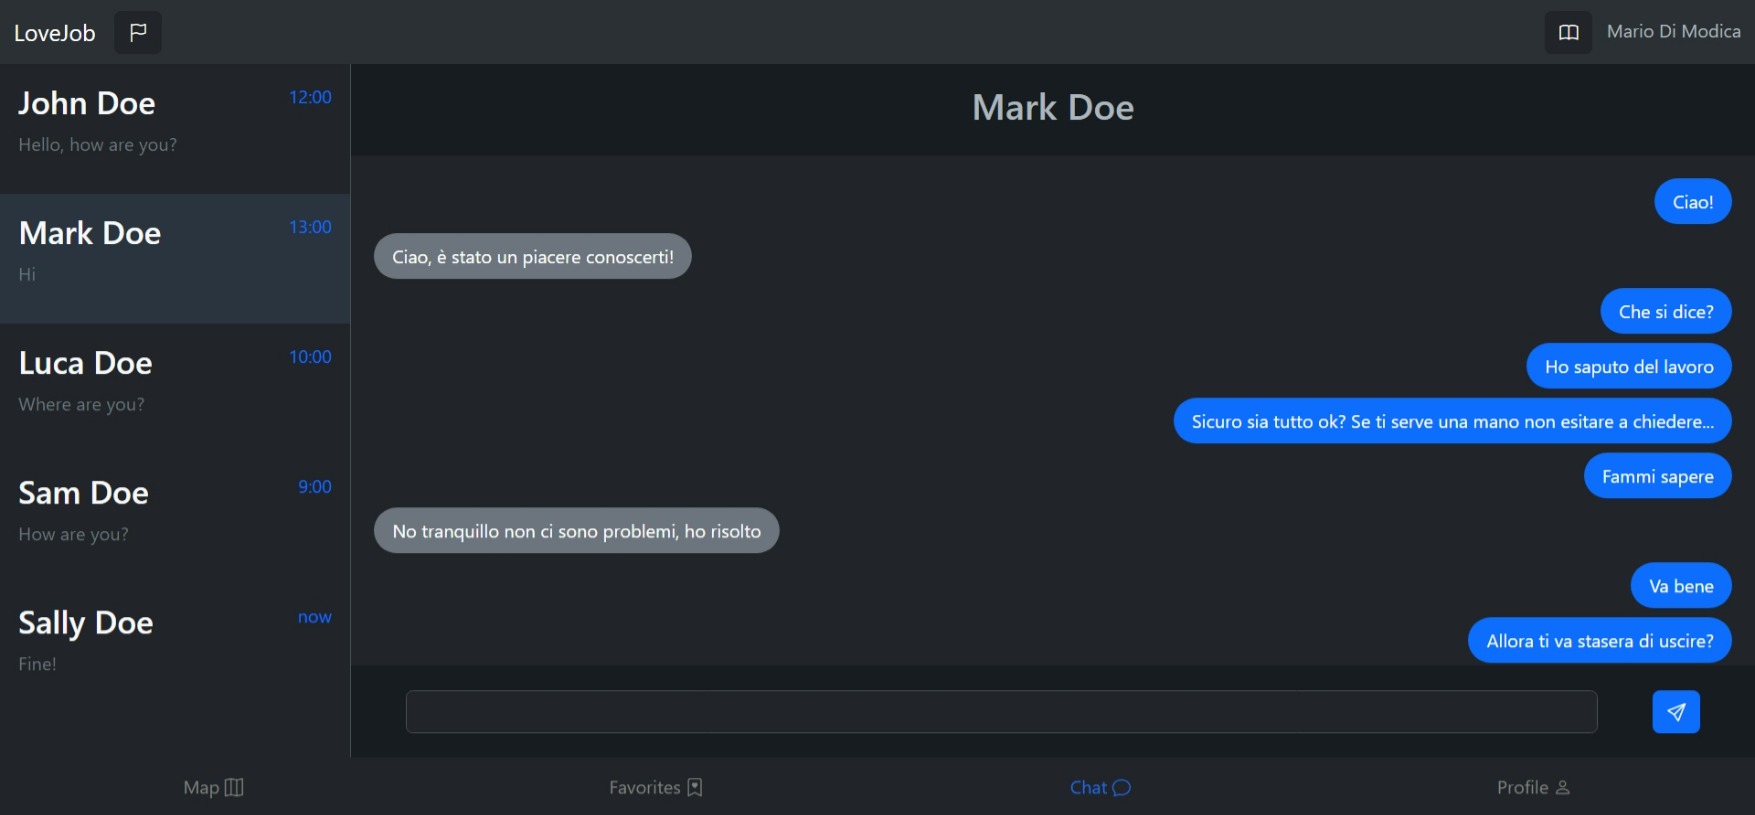 LoveJob
Mario Di Modica
John Doe
12:00
Hello, how are you?
Mark Doe
13:00
Hi
Luca Doe
10:00
Where are you?
Sam Doe
9:00
How are you?
Sally Doe
now
Fine!
Mark Doe
Ciao!
Ciao, è stato un piacere conoscerti!
Che si dice?
Ho saputo del lavoro
Sicuro sia tutto ok? Se ti serve una mano non esitare a chiedere...
Fammi sapere
No tranquillo non ci sono problemi, ho risolto
Va bene
Allora ti va stasera di uscire?
Map
Favorites
Chat
Profile